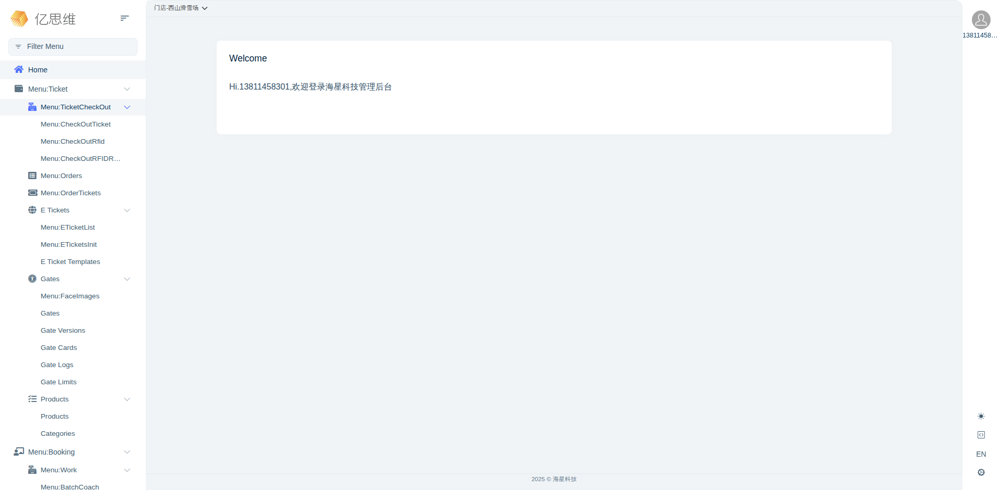 亿思维
Filter Menu
Home
Menu:Ticket
Menu:TicketCheckOut
Menu:CheckOutTicket
Menu:CheckOutRfid
Menu:CheckOutRFIDR…
Menu:Orders
Menu:OrderTickets
E Tickets
Menu:ETicketList
Menu:ETicketsInit
E Ticket Templates
Gates
Menu:FaceImages
Gates
Gate Versions
Gate Cards
Gate Logs
Gate Limits
Products
Products
Categories
Menu:Booking
Menu:Work
Menu:BatchCoach
门店-西山滑雪场
Welcome
Hi.13811458301,欢迎登录海星科技管理后台
2025 © 海星科技
13811458…
EN